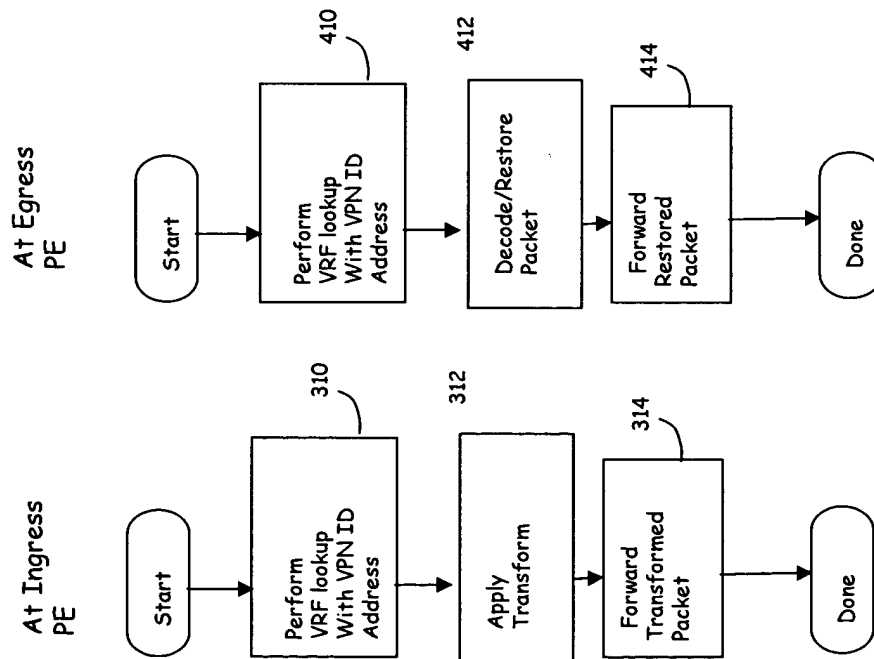 At Ingress
PE
Start
310
Perform
VRF lookup
With VPN ID
Address
312
Apply
Transform
314
Forward
Transformed
Packet
Done
At Egress
PE
Start
410
Perform
VRF lookup
With VPN ID
Address
412
Decode/Restore
Packet
414
Forward
Restored
Packet
Done